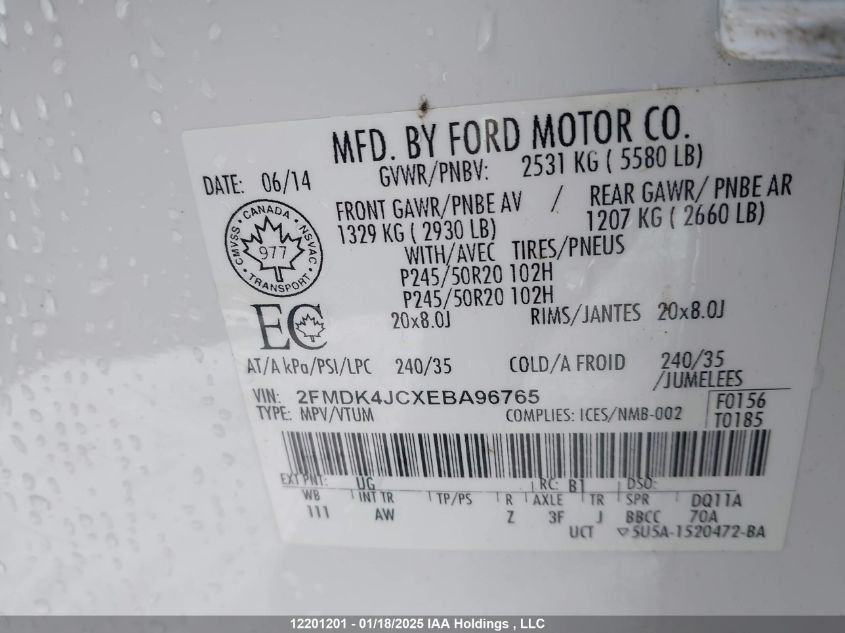 MFD. BY FORD MOTOR CO.
DATE: 06/14 GVWR/PNBV: 2531 KG ( 5580 LB)
FRONT GAWR/PNBE AV / REAR GAWR/ PNBE AR
1329 KG ( 2930 LB) 1207 KG ( 2660 LB)
WITH/AVEC TIRES/PNEUS
P245/50R20 102H
P245/50R20 102H
20x8.0J RIMS/JANTES 20x8.0J
CANADA
CMVSS • NSVAC
977
TRANSPORT
EC
AT/A kPa/PSI/LPC 240/35 COLD/A FROID 240/35
/JUMELEES
VIN: 2FMDK4JCXEBA96765 F0156
TYPE: MPV/VTUM COMPLIES: ICES/NMB-002 T0185
EXT PNT: UG RC: B1 DSO:
WB INT TR TP/PS R AXLE TR SPR DQ11A
111 AW Z 3F J BBCC 70A
UCT ▽5U5A-1520472-BA
12201201 - 01/18/2025 IAA Holdings , LLC